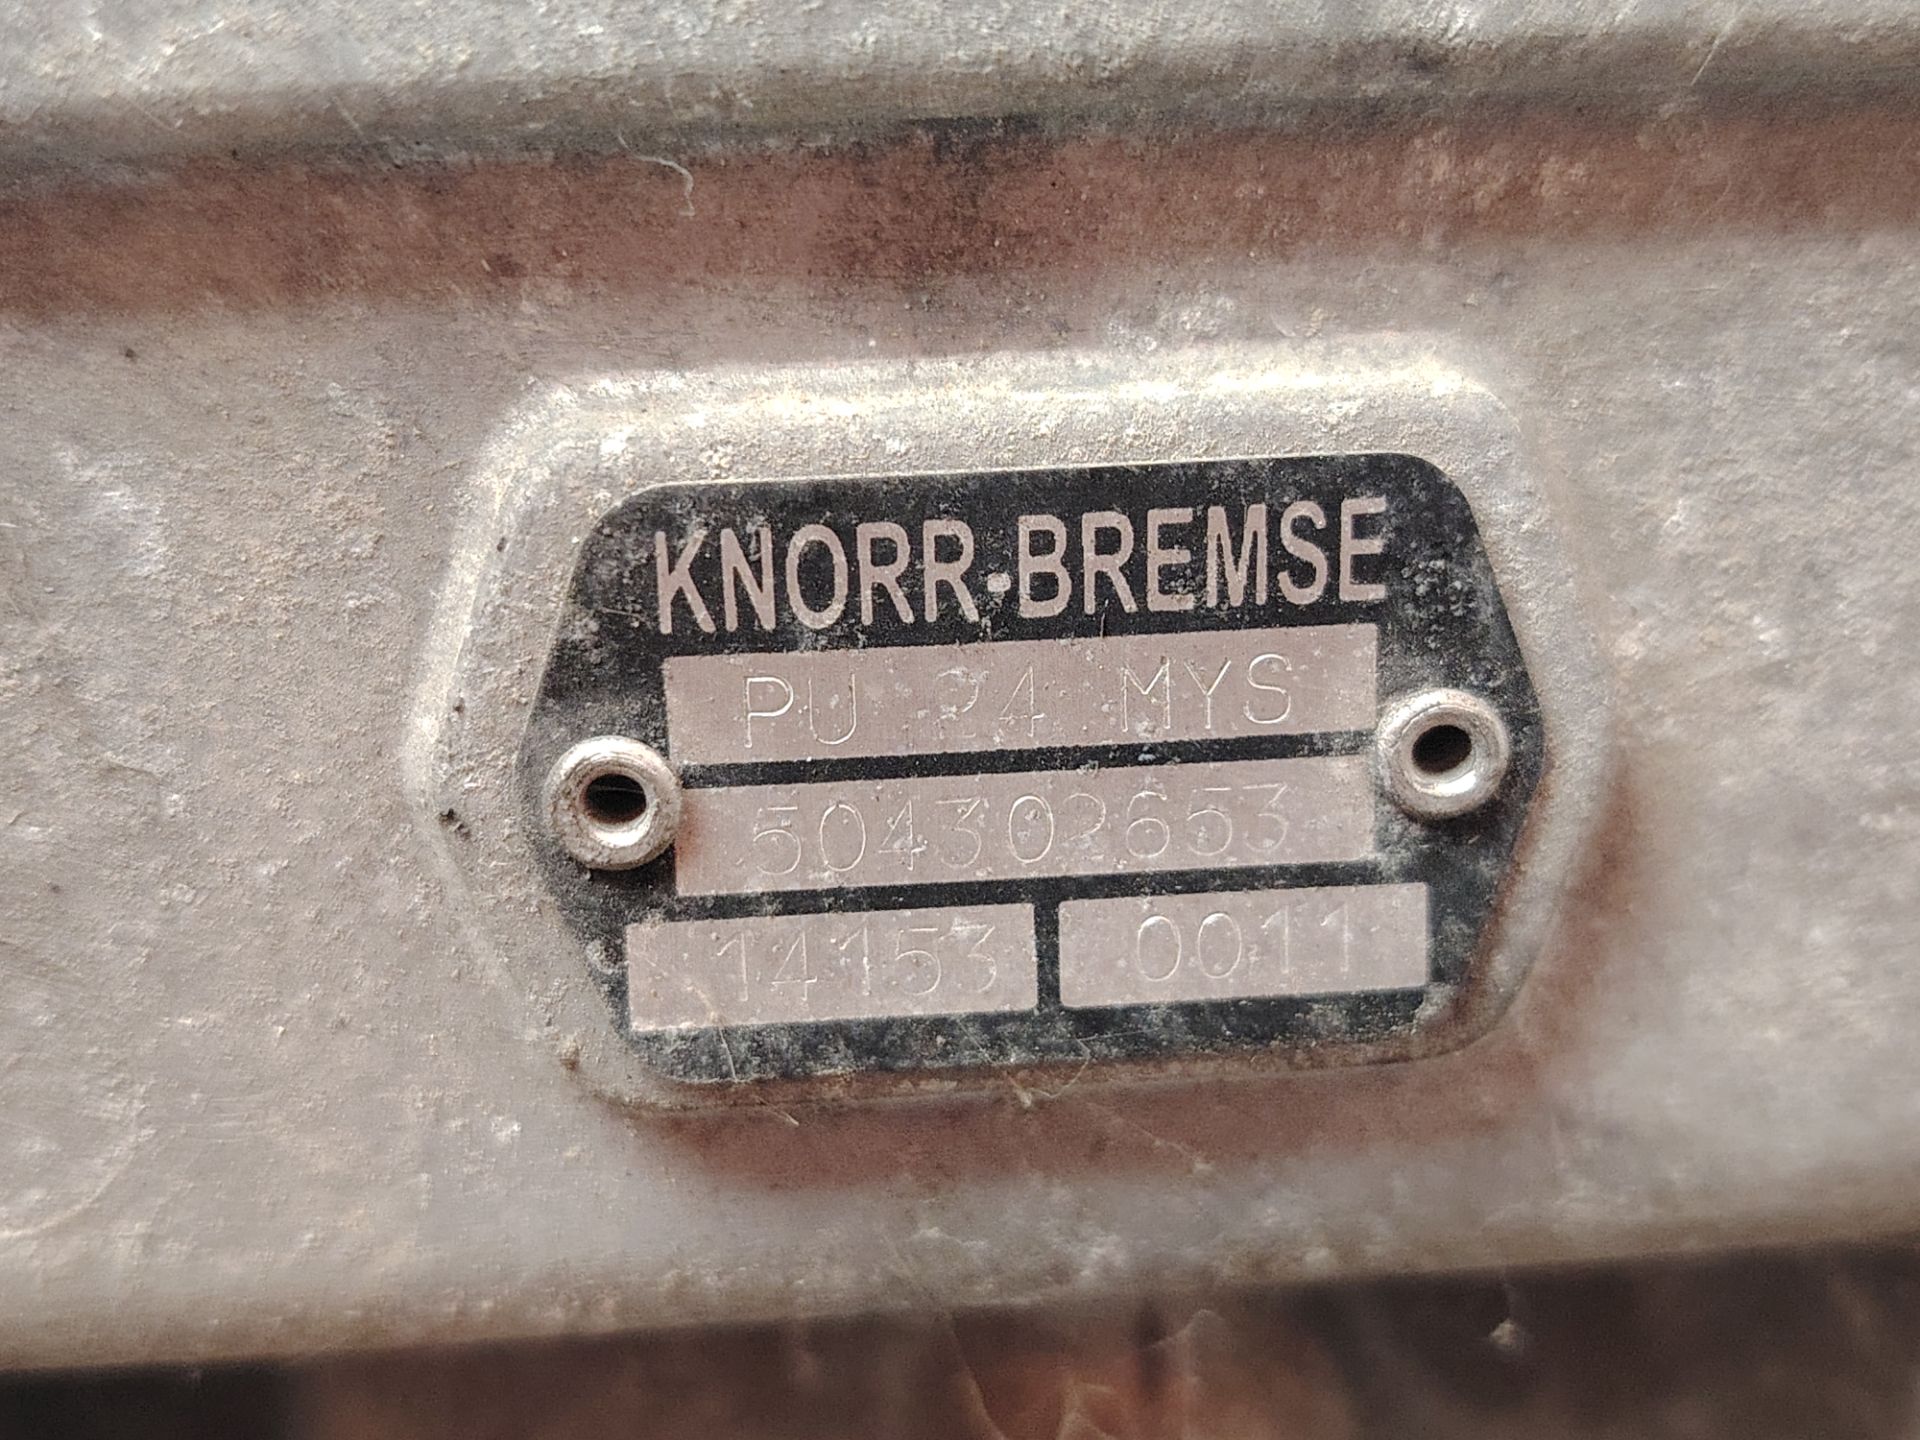 KNORR-BREMSE
PU 24 MYS
504302653
14153 0011